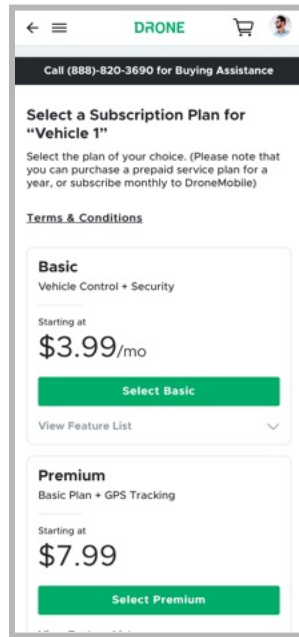 DRONE
Call (888)-820-3690 for Buying Assistance
Select a Subscription Plan for
“Vehicle 1”
Select the plan of your choice. (Please note that
you can purchase a prepaid service plan for a
year, or subscribe monthly to DroneMobile)
Terms & Conditions
Basic
Vehicle Control + Security
Starting at
$3.99/mo
Select Basic
View Feature List
Premium
Basic Plan + GPS Tracking
Starting at
$7.99
Select Premium